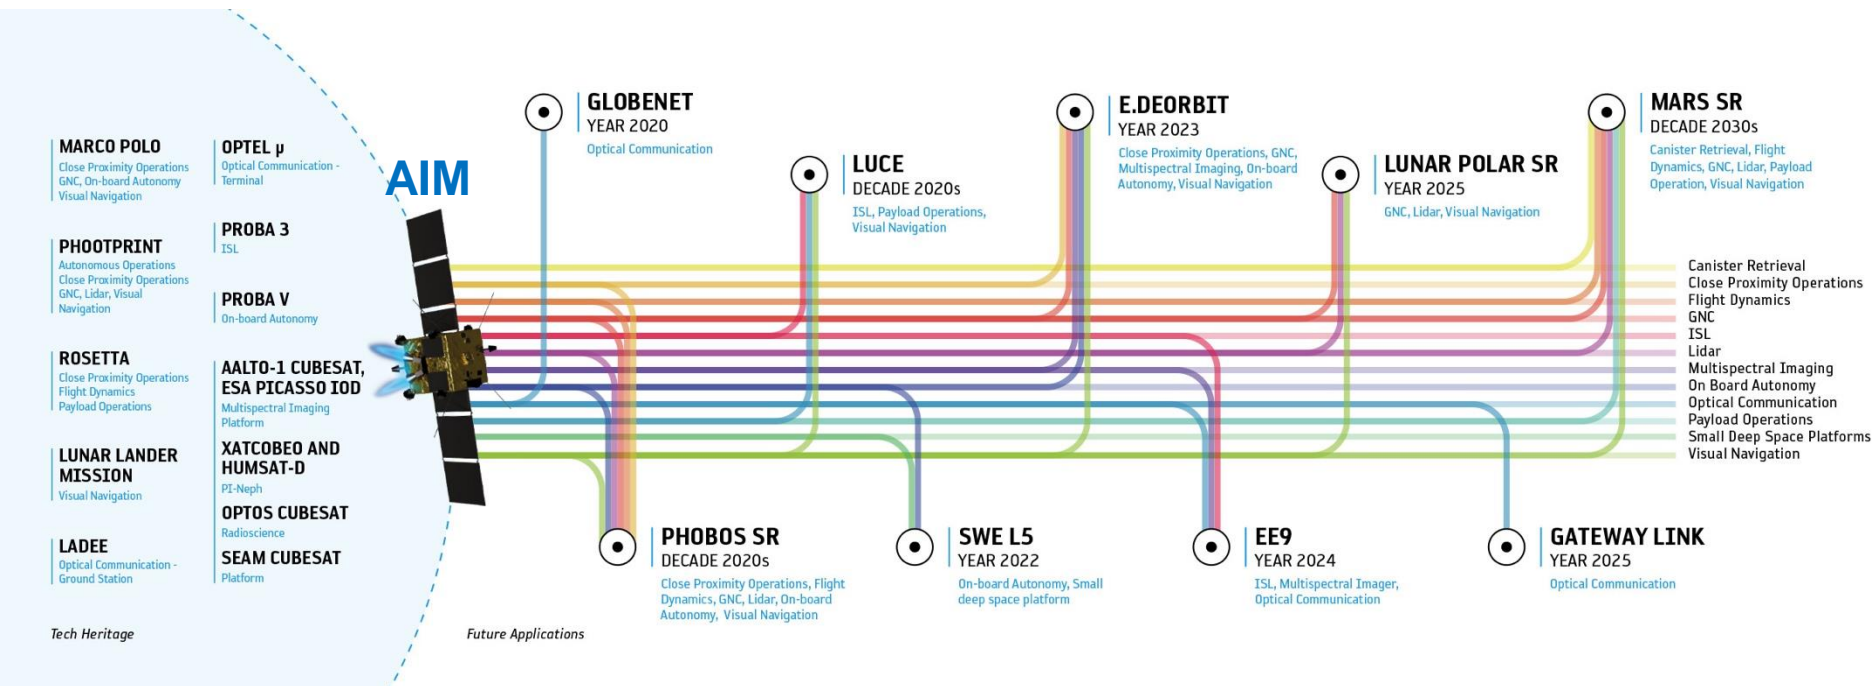 MARCO POLO
Close Proximity Operations
GNC, On-board Autonomy
Visual Navigation
PHOOTPRINT
Autonomous Operations
Close Proximity Operations
GNC, Lidar, Visual
Navigation
ROSETTA
Close Proximity Operations
Flight Dynamics
Payload Operations
LUNAR LANDER
MISSION
Visual Navigation
LADEE
Optical Communication -
Ground Station
Tech Heritage
OPTEL µ
Optical Communication -
Terminal
PROBA 3
ISL
PROBA V
On-board Autonomy
AALTO-1 CUBESAT,
ESA PICASSO IOD
Multispectral Imaging
Platform
XATCOBEO AND
HUMSAT-D
PI-Neph
OPTOS CUBESAT
Radioscience
SEAM CUBESAT
Platform
AIM
GLOBENET
YEAR 2020
Optical Communication
LUCE
DECADE 2020s
ISL, Payload Operations,
Visual Navigation
E.DEORBIT
YEAR 2023
Close Proximity Operations, GNC,
Multispectral Imaging, On-board
Autonomy, Visual Navigation
LUNAR POLAR SR
YEAR 2025
GNC, Lidar, Visual Navigation
MARS SR
DECADE 2030s
Canister Retrieval, Flight
Dynamics, GNC, Lidar, Payload
Operation, Visual Navigation
Canister Retrieval
Close Proximity Operations
Flight Dynamics
GNC
ISL
Lidar
Multispectral Imaging
On Board Autonomy
Optical Communication
Payload Operations
Small Deep Space Platforms
Visual Navigation
PHOBOS SR
DECADE 2020s
Close Proximity Operations, Flight
Dynamics, GNC, Lidar, On-board
Autonomy, Visual Navigation
SWE L5
YEAR 2022
On-board Autonomy, Small
deep space platform
EE9
YEAR 2024
ISL, Multispectral Imager,
Optical Communication
GATEWAY LINK
YEAR 2025
Optical Communication
Future Applications